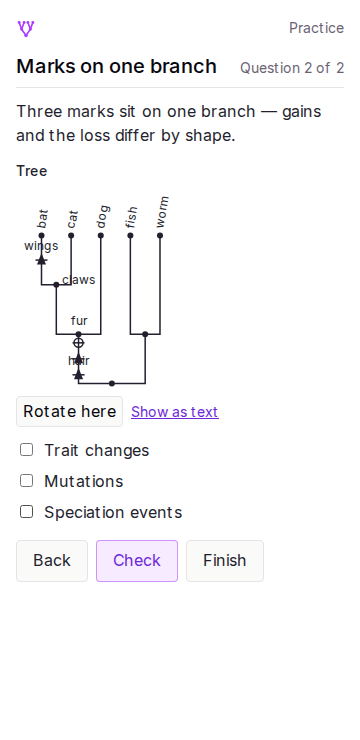 Practice
Marks on one branch
Question 2 of 2
Three marks sit on one branch — gains
and the loss differ by shape.
Tree
bat
cat
dog
fish
worm
wings
claws
fur
hair
Rotate here
Show as text
Trait changes
Mutations
Speciation events
Back
Check
Finish